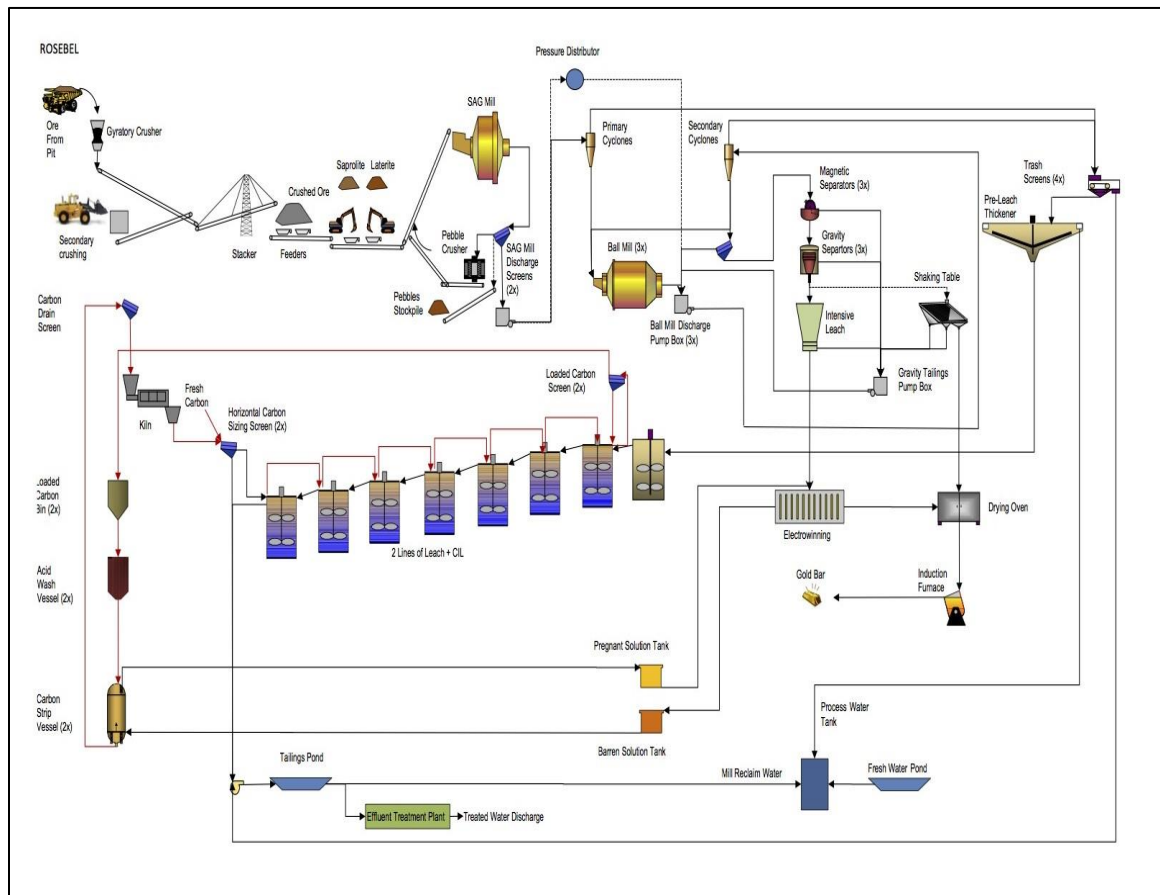 ROSEBEL
Pressure Distributor
SAG Mill
Ore
From
Pit
Gyratory Crusher
Primary
Cyclones
Secondary
Cyclones
Saprolite
Laterite
Trash
Screens (4x)
Magnetic
Separators (3x)
Pre-Leach
Thickener
Crushed Ore
Secondary
crushing
Stacker
Feeders
Pebble
Crusher
SAG Mill
Discharge
Screens
(2x)
Ball Mill (3x)
Gravity
Separtors (3x)
Shaking Table
Pebbles
Stockpile
Carbon
Drain
Screen
Intensive
Leach
Ball Mill Discharge
Pump Box (3x)
Gravity Tailings
Pump Box
Loaded Carbon
Screen (2x)
Fresh
Carbon
Kiln
Horizontal Carbon
Sizing Screen (2x)
Loaded
Carbon
Bin (2x)
Electrowinning
Drying Oven
2 Lines of Leach + CIL
Acid
Wash
Vessel (2x)
Gold Bar
Induction
Furnace
Pregnant Solution Tank
Carbon
Strip
Vessel (2x)
Process Water
Tank
Barren Solution Tank
Tailings Pond
Mill Reclaim Water
Fresh Water Pond
Effluent Treatment Plant
Treated Water Discharge